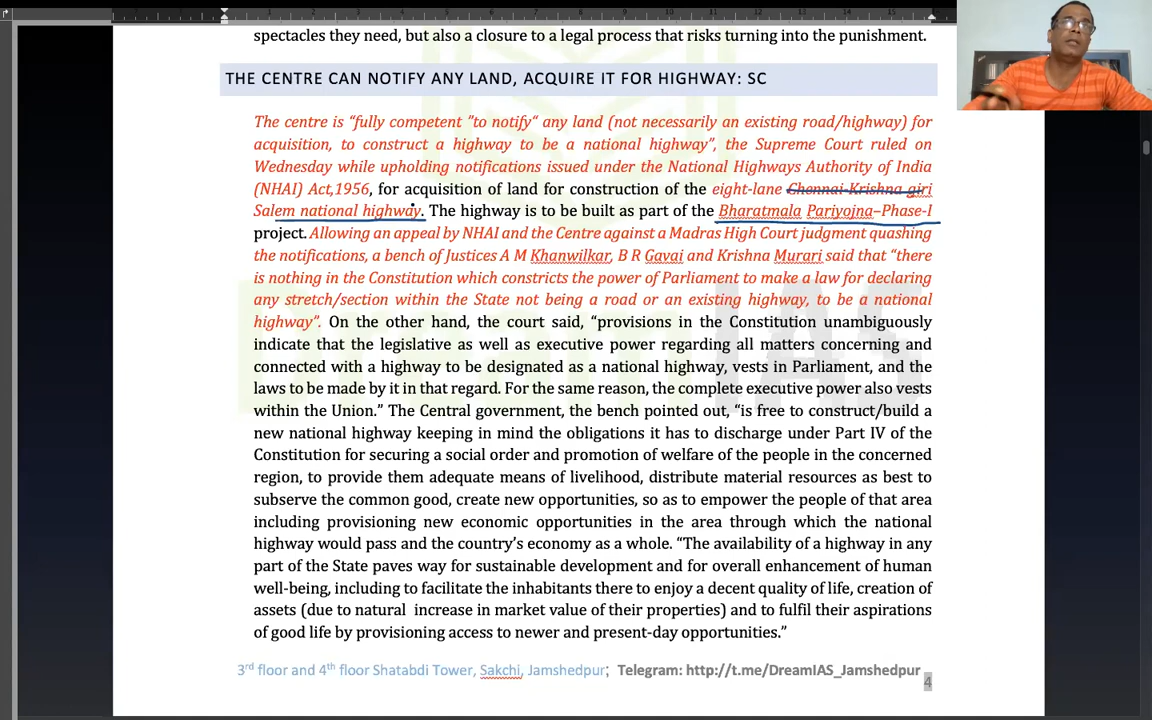 spectacles they need, but also a closure to a legal process that risks turning into the punishment.
THE CENTRE CAN NOTIFY ANY LAND, ACQUIRE IT FOR HIGHWAY: SC
The centre is “fully competent ”to notify“ any land (not necessarily an existing road/highway) for
acquisition, to construct a highway to be a national highway”, the Supreme Court ruled on
Wednesday while upholding notifications issued under the National Highways Authority of India
(NHAI) Act,1956, for acquisition of land for construction of the eight-lane Chennai-Krishna giri
Salem national highway. The highway is to be built as part of the Bharatmala Pariyojna–Phase-I
project. Allowing an appeal by NHAI and the Centre against a Madras High Court judgment quashing
the notifications, a bench of Justices A M Khanwilkar, B R Gavai and Krishna Murari said that “there
is nothing in the Constitution which constricts the power of Parliament to make a law for declaring
any stretch/section within the State not being a road or an existing highway, to be a national
highway”. On the other hand, the court said, “provisions in the Constitution unambiguously
indicate that the legislative as well as executive power regarding all matters concerning and
connected with a highway to be designated as a national highway, vests in Parliament, and the
laws to be made by it in that regard. For the same reason, the complete executive power also vests
within the Union.” The Central government, the bench pointed out, “is free to construct/build a
new national highway keeping in mind the obligations it has to discharge under Part IV of the
Constitution for securing a social order and promotion of welfare of the people in the concerned
region, to provide them adequate means of livelihood, distribute material resources as best to
subserve the common good, create new opportunities, so as to empower the people of that area
including provisioning new economic opportunities in the area through which the national
highway would pass and the country’s economy as a whole. “The availability of a highway in any
part of the State paves way for sustainable development and for overall enhancement of human
well-being, including to facilitate the inhabitants there to enjoy a decent quality of life, creation of
assets (due to natural increase in market value of their properties) and to fulfil their aspirations
of good life by provisioning access to newer and present-day opportunities.”
3rd floor and 4th floor Shatabdi Tower, Sakchi, Jamshedpur; Telegram: http://t.me/DreamIAS_Jamshedpur
4